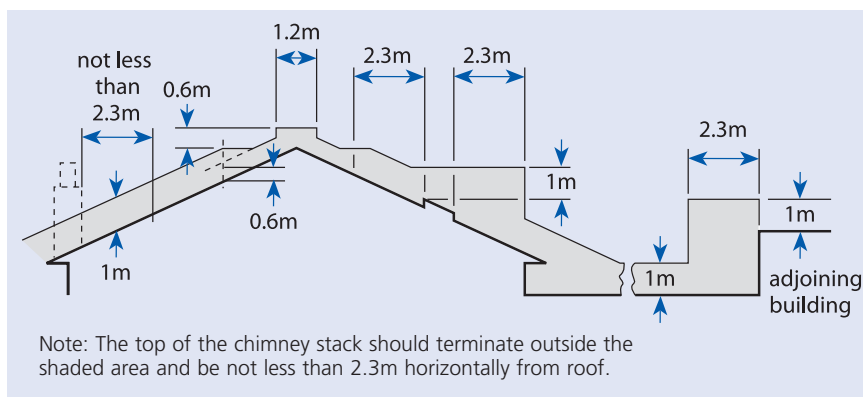 1.2m
not less
than
2.3m
0.6m
2.3m
2.3m
2.3m
0.6m
1m
1m
1m
1m
adjoining
building
Note: The top of the chimney stack should terminate outside the
shaded area and be not less than 2.3m horizontally from roof.